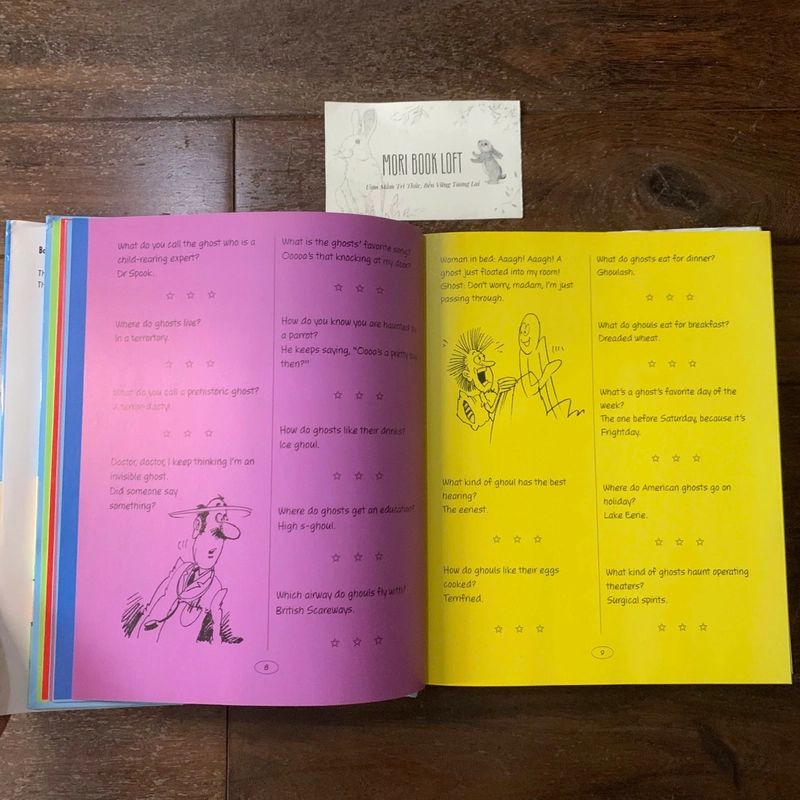 MORI BOOK LOFT
Ươm Mầm Tri Thức, Bền Vững Tương Lai
What do you call the ghost who is a
child-rearing expert?
Dr Spook.
Where do ghosts live?
In a terrortory.
What do you call a prehistoric ghost?
A terror-dactyl.
Doctor, doctor, I keep thinking I'm an
invisible ghost.
Did someone say
something?
What is the ghosts' favorite song?
Ooooo's that knocking at my door?
How do you know you are haunted by
a parrot?
He keeps saying, "Oooo's a pretty boy
then?"
How do ghosts like their drinks?
Ice ghoul.
Where do ghosts get an education?
High s-ghoul.
Which airway do ghouls fly with?
British Scareways.
8
Woman in bed: Aaagh! Aaagh! A
ghost just floated into my room!
Ghost: Don't worry, madam, I'm just
passing through.
What kind of ghoul has the best
hearing?
The eeriest.
How do ghouls like their eggs
cooked?
Terrifried.
What do ghosts eat for dinner?
Ghoulash.
What do ghouls eat for breakfast?
Dreaded wheat.
What's a ghost's favorite day of the
week?
The one before Saturday, because it's
Frightday.
Where do American ghosts go on
holiday?
Lake Eerie.
What kind of ghosts haunt operating
theaters?
Surgical spirits.
9